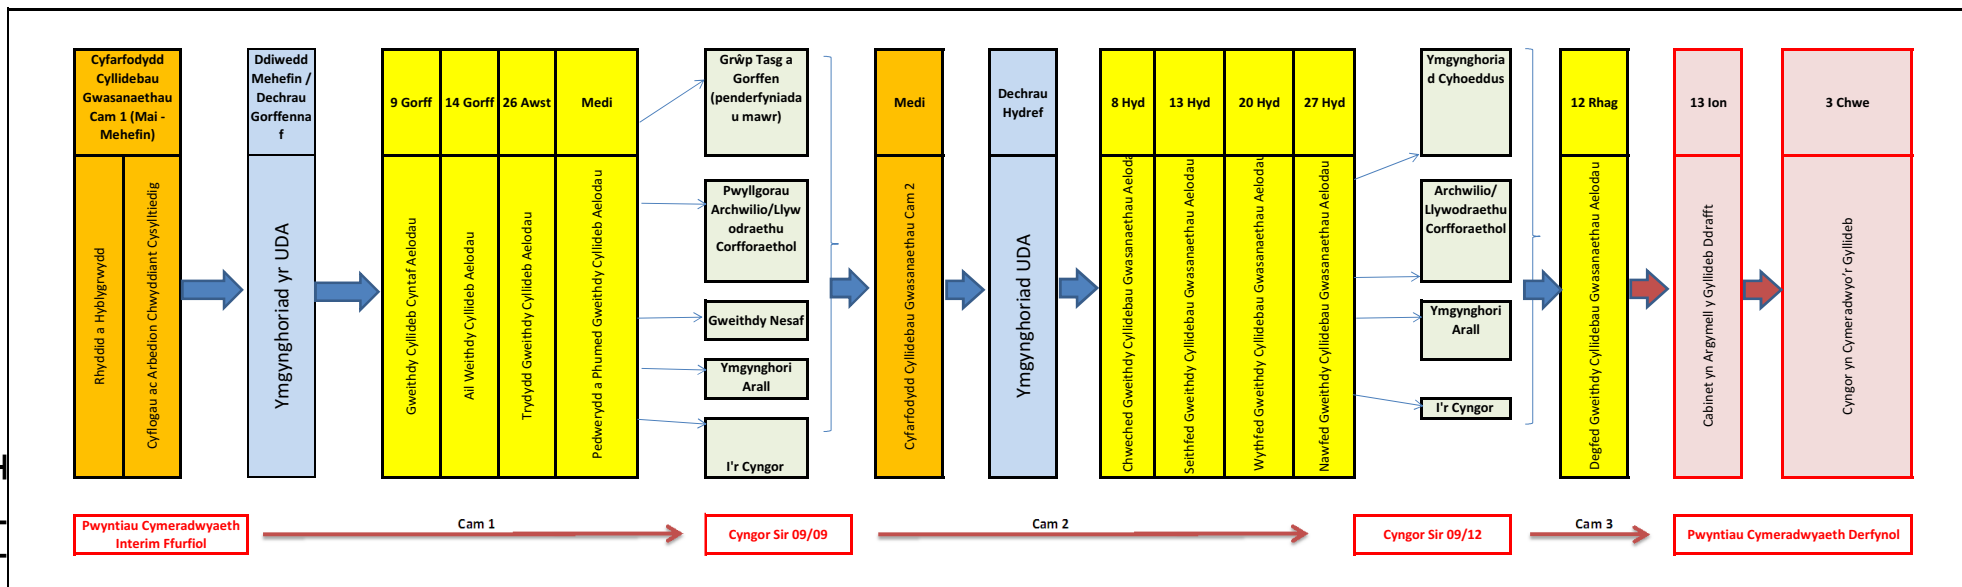 Cyfarfodydd
Cyllidebau
Gwasanaethau
Cam 1 (Mai -
Mehefin)
Rhyddid a Hyblygrwydd
Cyflogau ac Arbedion Chwyddiant Cysylltiedig
Ddiwedd
Mehefin /
Dechrau
Gorffenna
f
Ymgynghoriad yr UDA
9 Gorff
14 Gorff
26 Awst
Medi
Gweithdy Cyllideb Cyntaf Aelodau
Ail Weithdy Cyllideb Aelodau
Trydydd Gweithdy Cyllideb Aelodau
Pedwerydd a Phumed Gweithdy Cyllideb Aelodau
Grŵp Tasg a
Gorffen
(penderfyniada
u mawr)
Pwyllgorau
Archwilio/Llyw
odraethu
Corfforaethol
Gweithdy Nesaf
Ymgynghori
Arall
I'r Cyngor
Medi
Cyfarfodydd Cyllidebau Gwasanaethau Cam 2
Dechrau
Hydref
Ymgynghoriad UDA
8 Hyd
13 Hyd
20 Hyd
27 Hyd
Chweched Gweithdy Cyllidebau Gwasanaethau Aeloda
Seithfed Gweithdy Cyllidebau Gwasanaethau Aelodau
Wythfed Gweithdy Cyllidebau Gwasanaethau Aelodau
Nawfed Gweithdy Cyllidebau Gwasanaethau Aelodau
Ymgynghoria
d Cyhoeddus
Archwilio/
Llywodraethu
Corfforaethol
Ymgynghori
Arall
I'r Cyngor
12 Rhag
Degfed Gweithdy Cyllidebau Gwasanaethau Aelodau
13 Ion
Cabinet yn Argymell y Gyllideb Ddrafft
3 Chwe
Cyngor yn Cymeradwyo'r Gyllideb
Pwyntiau Cymeradwyaeth
Interim Ffurfiol
Cam 1
Cyngor Sir 09/09
Cam 2
Cyngor Sir 09/12
Cam 3
Pwyntiau Cymeradwyaeth Derfynol